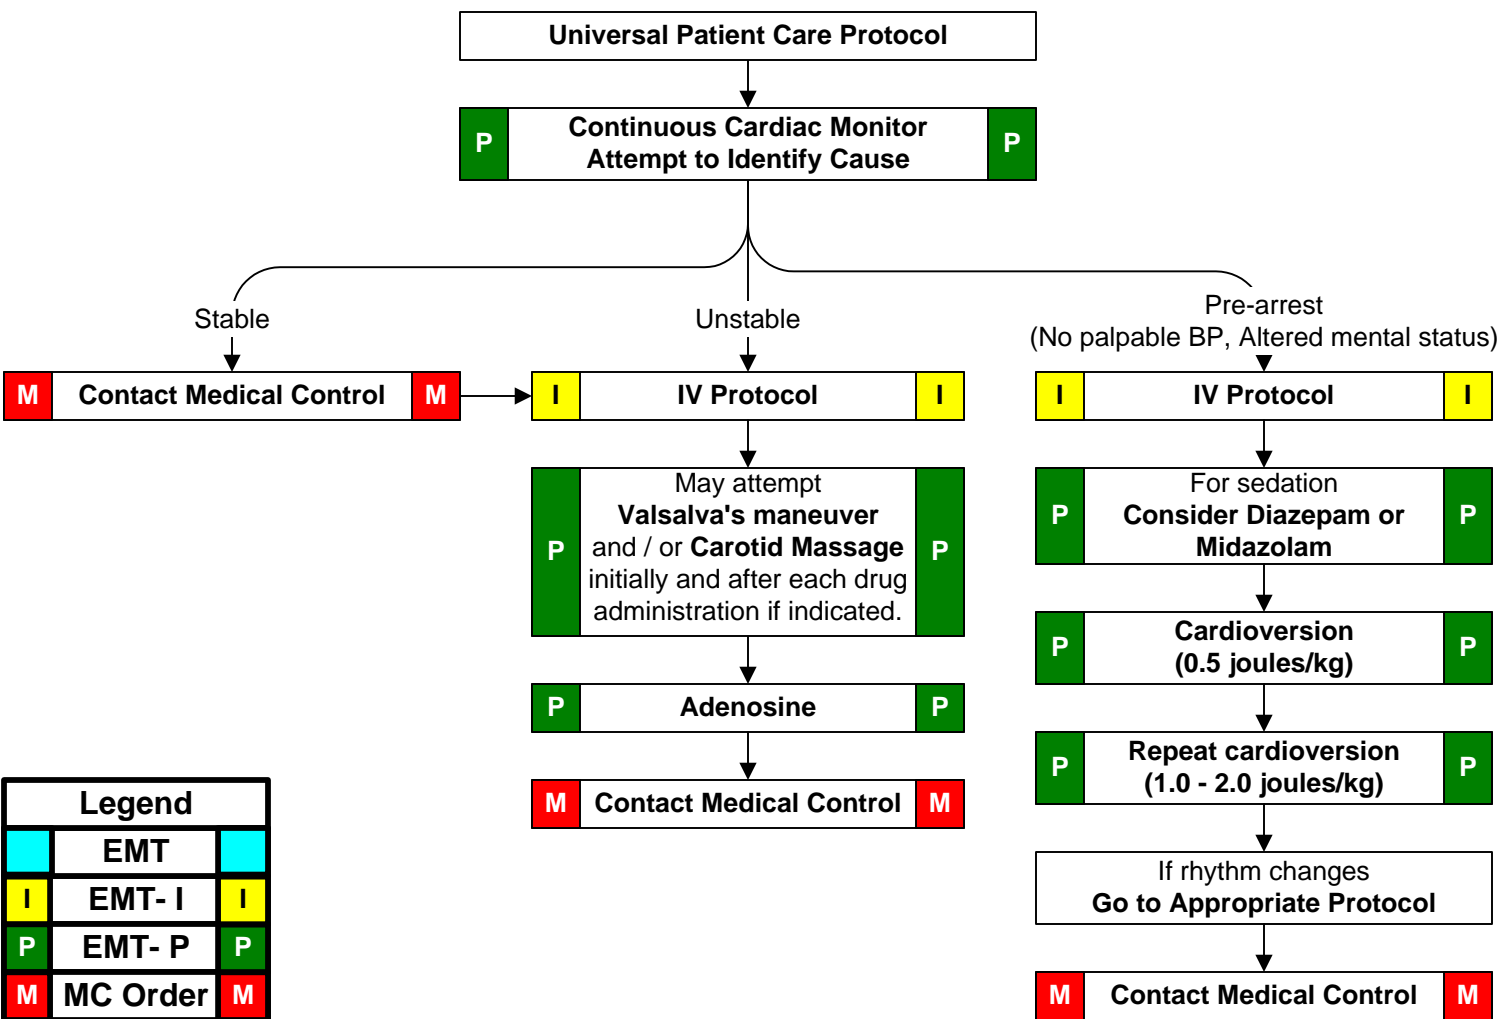 Universal Patient Care Protocol
P
Continuous Cardiac Monitor
Attempt to Identify Cause
P
Stable
Unstable
Pre-arrest
(No palpable BP, Altered mental status)
M
Contact Medical Control
M
I
IV Protocol
I
I
IV Protocol
I
P
May attempt
Valsalva's maneuver
and / or Carotid Massage
initially and after each drug
administration if indicated.
P
P
For sedation
Consider Diazepam or
Midazolam
P
P
Cardioversion
(0.5 joules/kg)
P
P
Adenosine
P
P
Repeat cardioversion
(1.0 - 2.0 joules/kg)
P
M
Contact Medical Control
M
If rhythm changes
Go to Appropriate Protocol
M
Contact Medical Control
M
Legend
EMT
I
EMT- I
I
P
EMT- P
P
M
MC Order
M